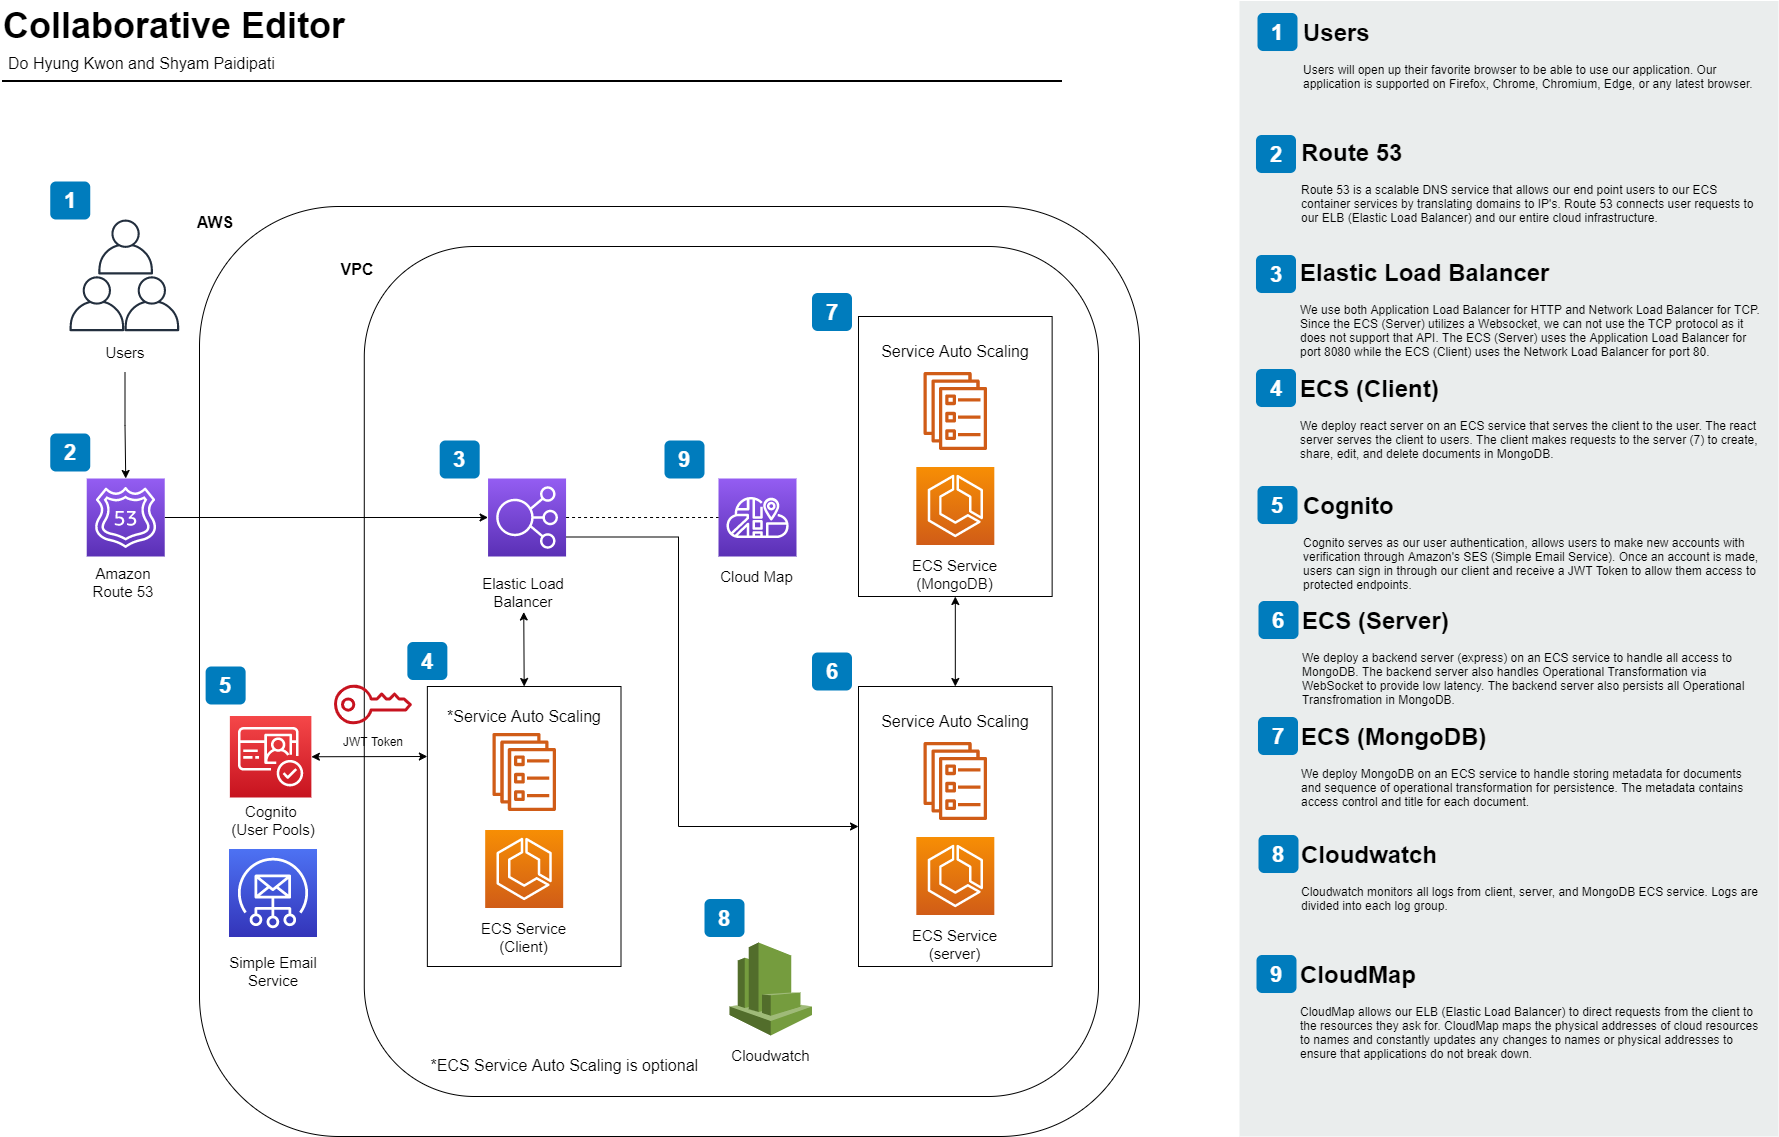 Collaborative Editor
Do Hyung Kwon and Shyam Paidipati
1
AWS
VPC
Users
2
53
Amazon
Route 53
3
Elastic Load
Balancer
9
Cloud Map
7
Service Auto Scaling
ECS Service
(MongoDB)
5
JWT Token
Cognito
(User Pools)
Simple Email
Service
4
*Service Auto Scaling
ECS Service
(Client)
6
Service Auto Scaling
ECS Service
(server)
8
Cloudwatch
*ECS Service Auto Scaling is optional
1 Users
Users will open up their favorite browser to be able to use our application. Our
application is supported on Firefox, Chrome, Chromium, Edge, or any latest browser.
2 Route 53
Route 53 is a scalable DNS service that allows our end point users to our ECS
container services by translating domains to IP's. Route 53 connects user requests to
our ELB (Elastic Load Balancer) and our entire cloud infrastructure.
3 Elastic Load Balancer
We use both Application Load Balancer for HTTP and Network Load Balancer for TCP.
Since the ECS (Server) utilizes a Websocket, we can not use the TCP protocol as it
does not support that API. The ECS (Server) uses the Application Load Balancer for
port 8080 while the ECS (Client) uses the Network Load Balancer for port 80.
4 ECS (Client)
We deploy react server on an ECS service that serves the client to the user. The react
server serves the client to users. The client makes requests to the server (7) to create,
share, edit, and delete documents in MongoDB.
5 Cognito
Cognito serves as our user authentication, allows users to make new accounts with
verification through Amazon's SES (Simple Email Service). Once an account is made,
users can sign in through our client and receive a JWT Token to allow them access to
protected endpoints.
6 ECS (Server)
We deploy a backend server (express) on an ECS service to handle all access to
MongoDB. The backend server also handles Operational Transformation via
WebSocket to provide low latency. The backend server also persists all Operational
Transfromation in MongoDB.
7 ECS (MongoDB)
We deploy MongoDB on an ECS service to handle storing metadata for documents
and sequence of operational transformation for persistence. The metadata contains
access control and title for each document.
8 Cloudwatch
Cloudwatch monitors all logs from client, server, and MongoDB ECS service. Logs are
divided into each log group.
9 CloudMap
CloudMap allows our ELB (Elastic Load Balancer) to direct requests from the client to
the resources they ask for. CloudMap maps the physical addresses of cloud resources
to names and constantly updates any changes to names or physical addresses to
ensure that applications do not break down.